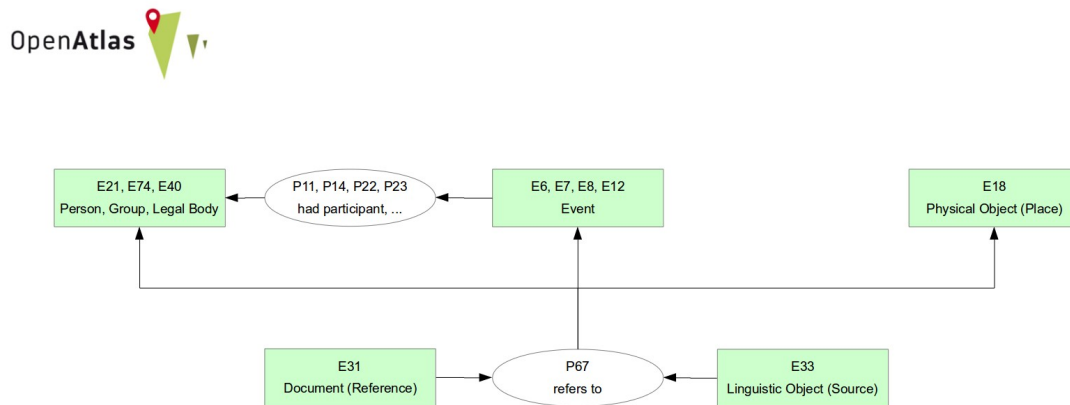 OpenAtlas
E21, E74, E40
Person, Group, Legal Body
P11, P14, P22, P23
had participant, ...
E6, E7, E8, E12
Event
E18
Physical Object (Place)
E31
Document (Reference)
P67
refers to
E33
Linguistic Object (Source)